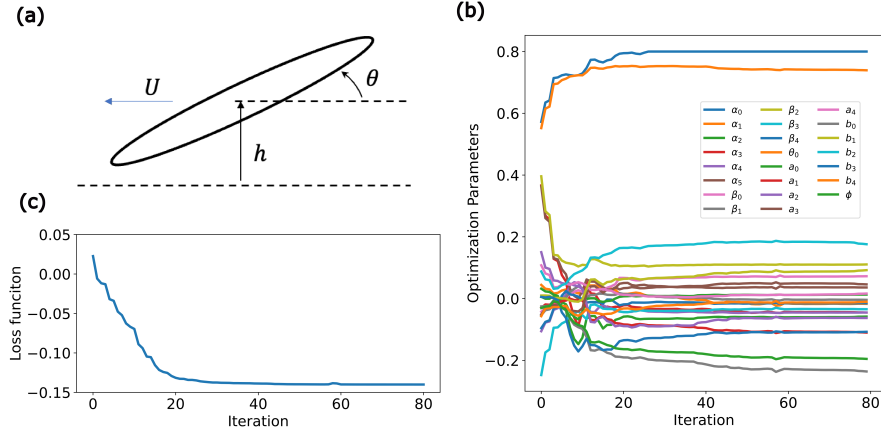 (a)
U
θ
h
(b)
0.8
0.6
0.4
0.2
0.0
−0.2
Optimization Parameters
α0
α1
α2
α3
α4
α5
β0
β1
β2
β3
β4
θ0
a0
a1
a2
a3
a4
b0
b1
b2
b3
b4
ϕ
0 20 40 60 80
Iteration
(c)
0.05
0.00
−0.05
−0.10
−0.15
Loss funciton
0 20 40 60 80
Iteration